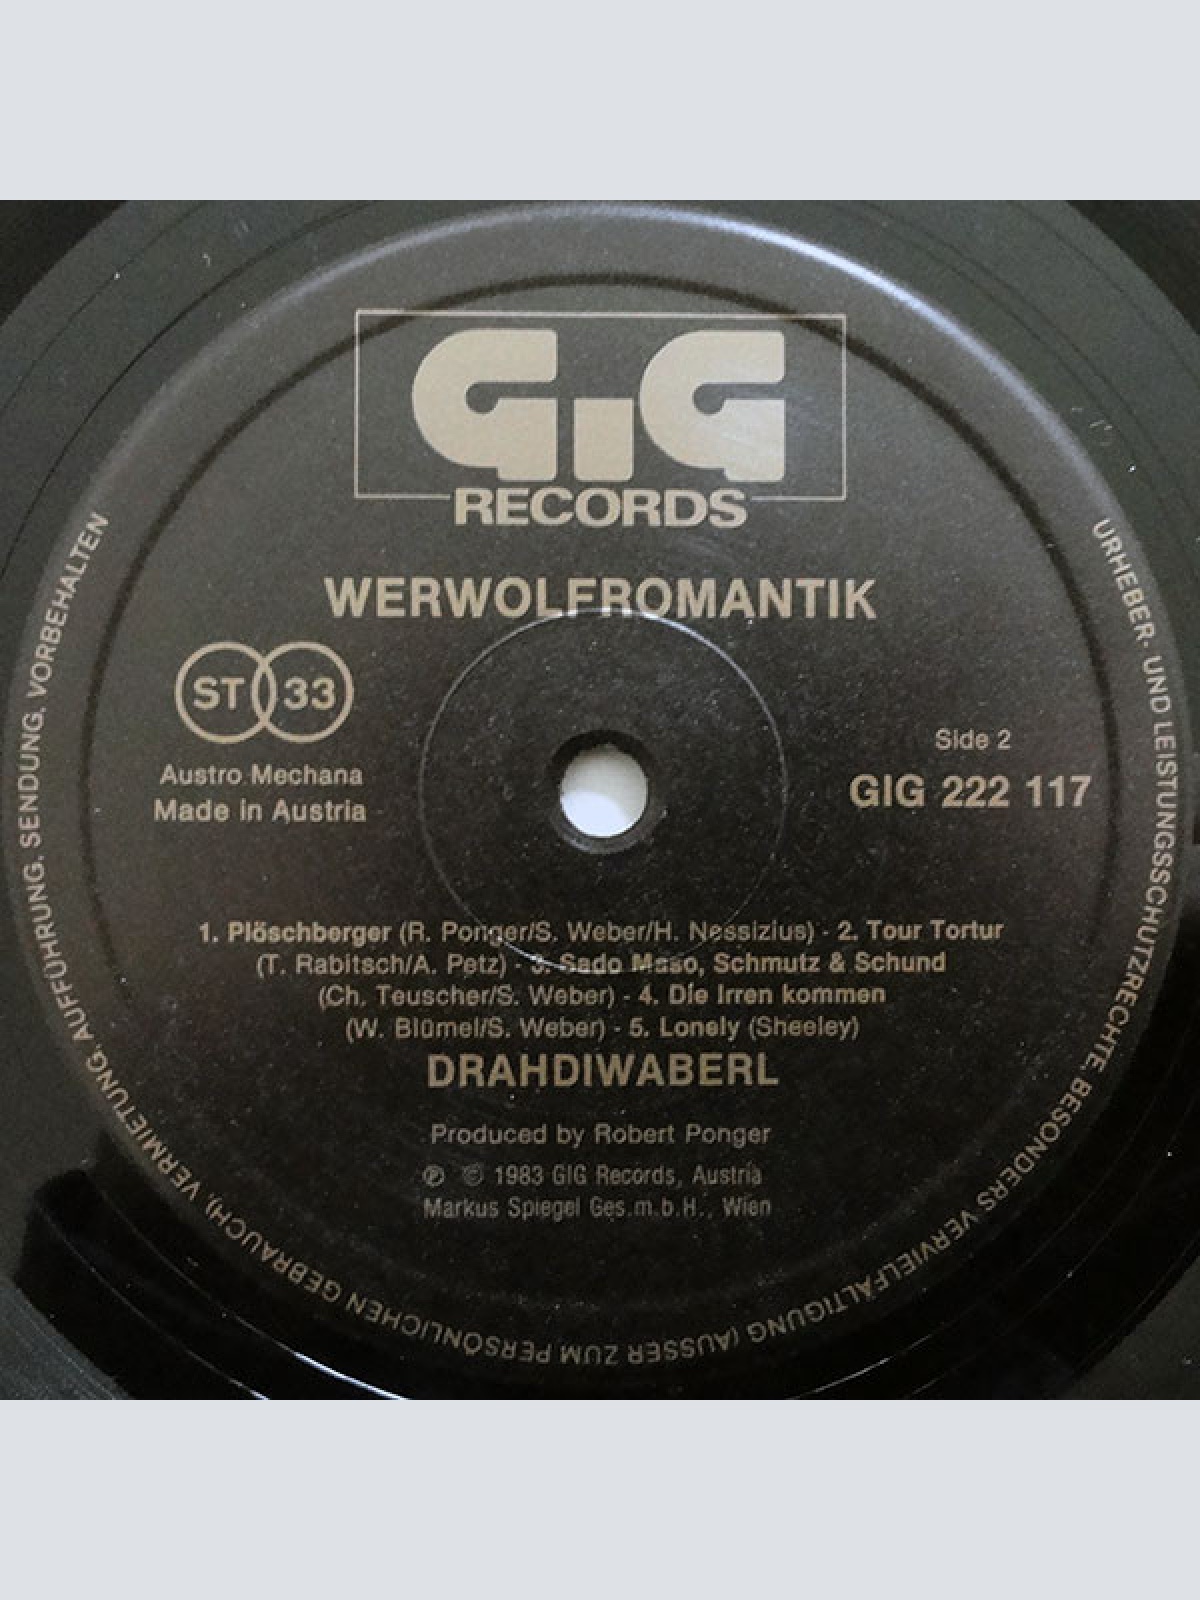 GIG
RECORDS
WERWOLFROMANTIK
ST 33
Austro Mechana
Made in Austria
Side 2
GIG 222 117
1. Plöschberger (R. Ponger/S. Weber/H. Nessizius) - 2. Tour Tortur
(T. Rabitsch/A. Petz) - 3. Sado Maso, Schmutz & Schund
(Ch. Teuscher/S. Weber) - 4. Die Irren kommen
(W. Blümel/S. Weber) - 5. Lonely (Sheeley)
DRAHDIWABERL
Produced by Robert Ponger
℗ © 1983 GIG Records, Austria
Markus Spiegel Ges.m.b.H., Wien
URHEBER- UND LEISTUNGSSCHUTZRECHTE, BESONDERS VERVIELFÄLTIGUNG (AUSSER ZUM PERSÖNLICHEN GEBRAUCH), VERMIETUNG, AUFFÜHRUNG, SENDUNG, VORBEHALTEN